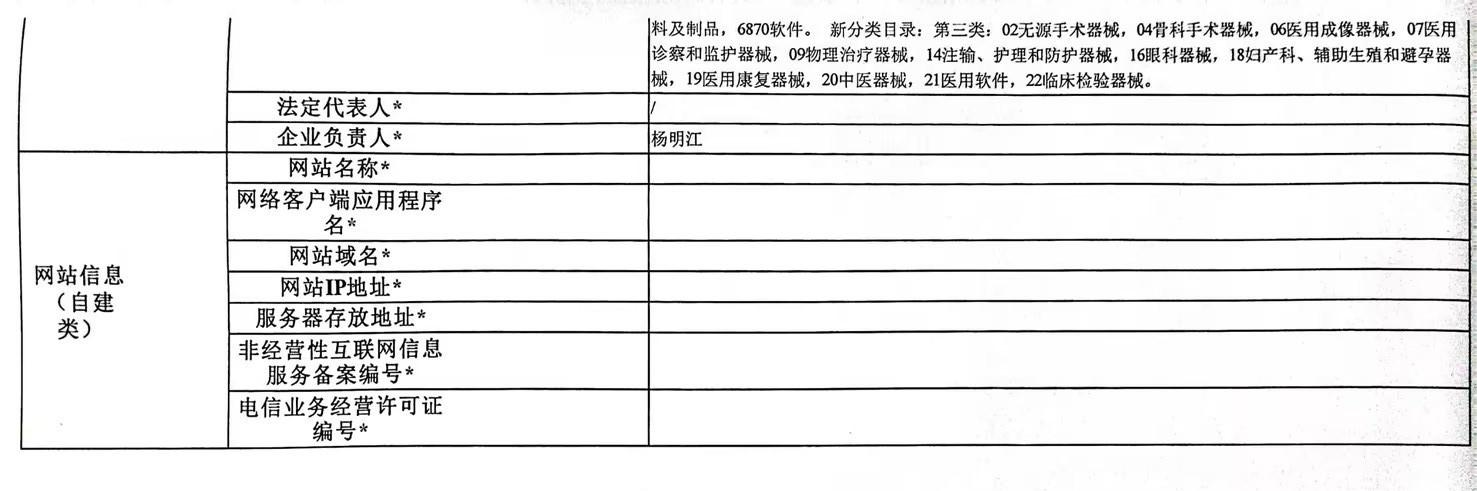 料及制品，6870软件。 新分类目录：第三类：02无源手术器械，04骨科手术器械，06医用成像器械，07医用
诊察和监护器械，09物理治疗器械，14注输、护理和防护器械，16眼科器械，18妇产科、辅助生殖和避孕器
械，19医用康复器械，20中医器械，21医用软件，22临床检验器械。
法定代表人*
/
企业负责人*
杨明江
网站信息
（自建
类）
网站名称*
网络客户端应用程序
名*
网站域名*
网站IP地址*
服务器存放地址*
非经营性互联网信息
服务备案编号*
电信业务经营许可证
编号*